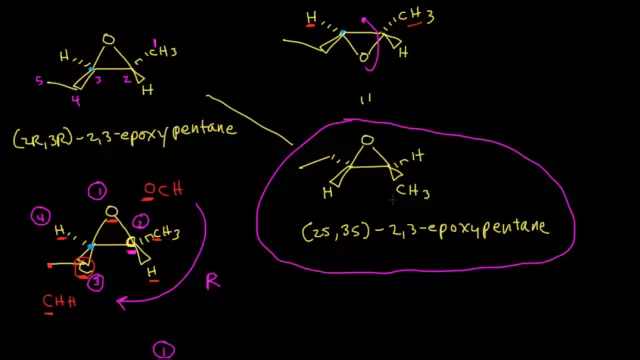 H CH3
O
H
H
1
CH3
5
3
2
4
H
O
O
H
H
CH3
(2R,3R)-2,3-epoxypentane
(2S,3S)-2,3-epoxypentane
1
OCH
4
O
2
H
C
CH3
C
3
H
R
CHH
1